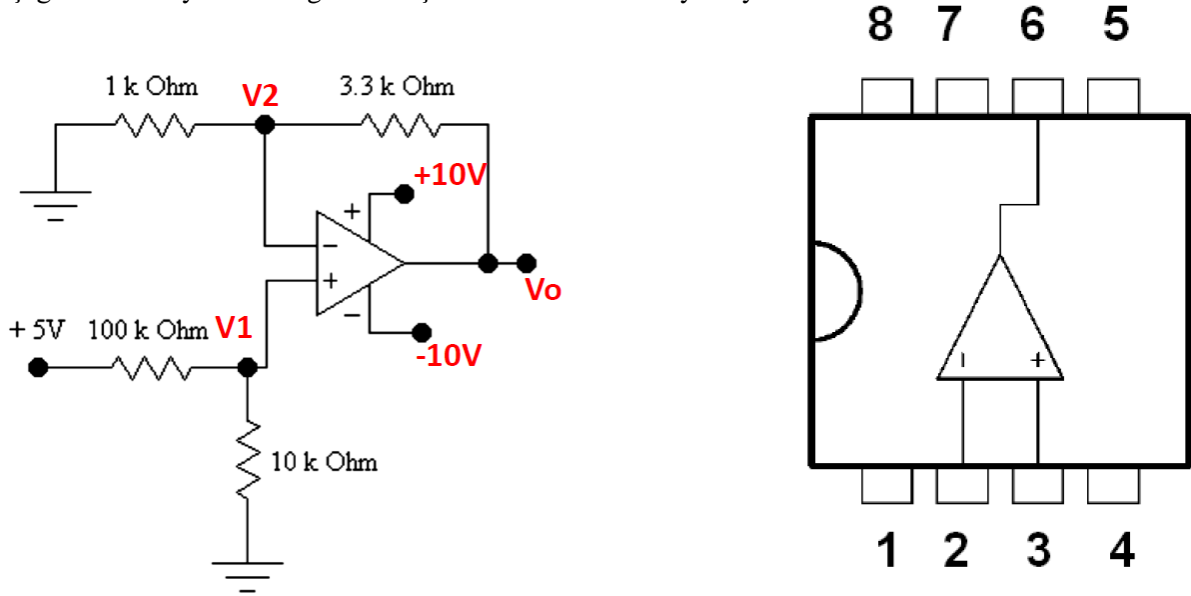 8 7 6 5
1 k Ohm V2 3.3 k Ohm
+10V
+
−
+
Vo
−
+ 5V 100 k Ohm V1
-10V
10 k Ohm
− +
1 2 3 4